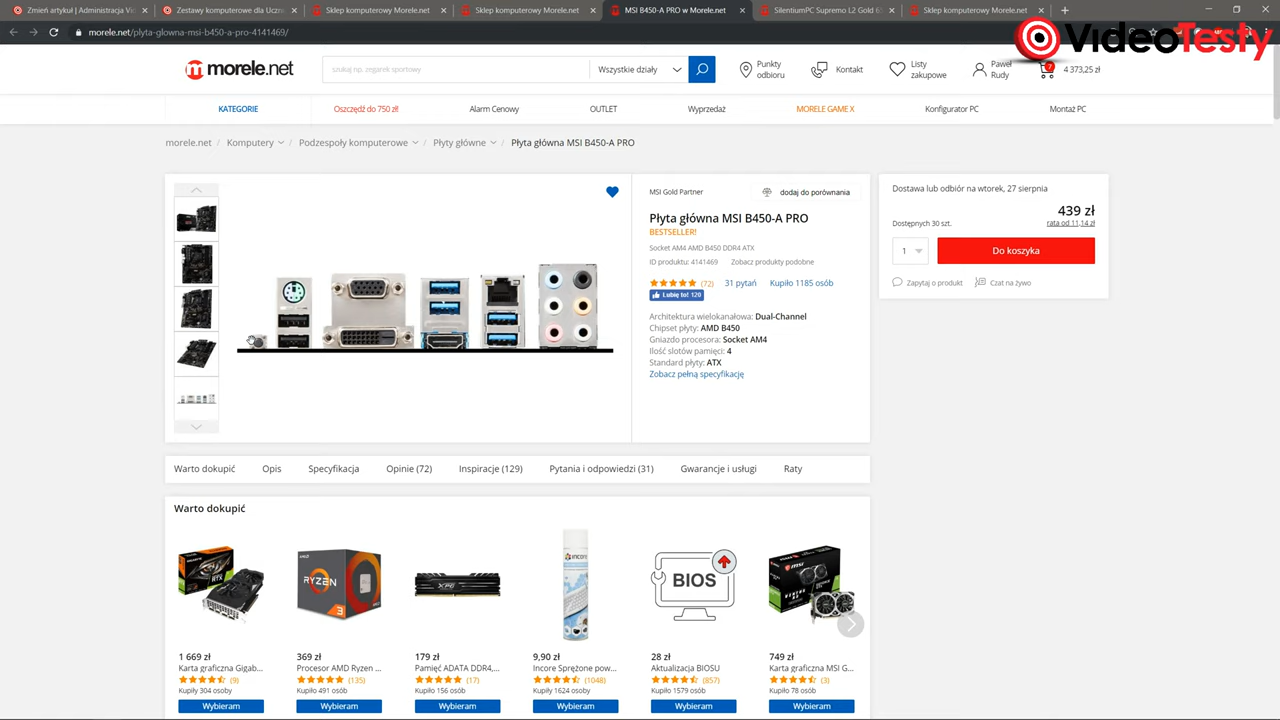 Zmień artykuł | Administracja Vid
Zestawy komputerowe dla Uczni
Sklep komputerowy Morele.net,
Sklep komputerowy Morele.net,
MSI B450-A PRO w Morele.net
SilentiumPC Supremo L2 Gold 65
Sklep komputerowy Morele.net,
morele.net/plyta-glowna-msi-b450-a-pro-4141469/
VideoTesty
morele.net
szukaj np. zegarek sportowy
Wszystkie działy
Punkty odbioru
Kontakt
Listy zakupowe
Paweł Rudy
7
4 373,25 zł
KATEGORIE
Oszczędź do 750 zł!
Alarm Cenowy
OUTLET
Wyprzedaż
MORELE GAME X
Konfigurator PC
Montaż PC
morele.net / Komputery / Podzespoły komputerowe / Płyty główne / Płyta główna MSI B450-A PRO
MSI Gold Partner
dodaj do porównania
Płyta główna MSI B450-A PRO
BESTSELLER!
Socket AM4 AMD B450 DDR4 ATX
ID produktu: 4141469 Zobacz produkty podobne
(72) 31 pytań Kupiło 1185 osób
Lubię to! 120
Architektura wielokanałowa: Dual-Channel
Chipset płyty: AMD B450
Gniazdo procesora: Socket AM4
Ilość slotów pamięci: 4
Standard płyty: ATX
Zobacz pełną specyfikację
Dostawa lub odbiór na wtorek, 27 sierpnia
439 zł
Dostępnych 30 szt.
rata od 11,14 zł
1
Do koszyka
Zapytaj o produkt
Czat na żywo
Warto dokupić
Opis
Specyfikacja
Opinie (72)
Inspiracje (129)
Pytania i odpowiedzi (31)
Gwarancje i usługi
Raty
Warto dokupić
RYZEN
3
XPG
incore
BIOS
1 669 zł
Karta graficzna Gigab...
(9)
Kupiły 304 osoby
Wybieram
369 zł
Procesor AMD Ryzen ...
(135)
Kupiło 491 osób
Wybieram
179 zł
Pamięć ADATA DDR4,...
(17)
Kupiło 156 osób
Wybieram
9,90 zł
Incore Sprężone pow...
(1048)
Kupiło 1624 osoby
Wybieram
28 zł
Aktualizacja BIOSU
(857)
Kupiło 1579 osób
Wybieram
749 zł
Karta graficzna MSI G...
(3)
Kupiło 78 osób
Wybieram